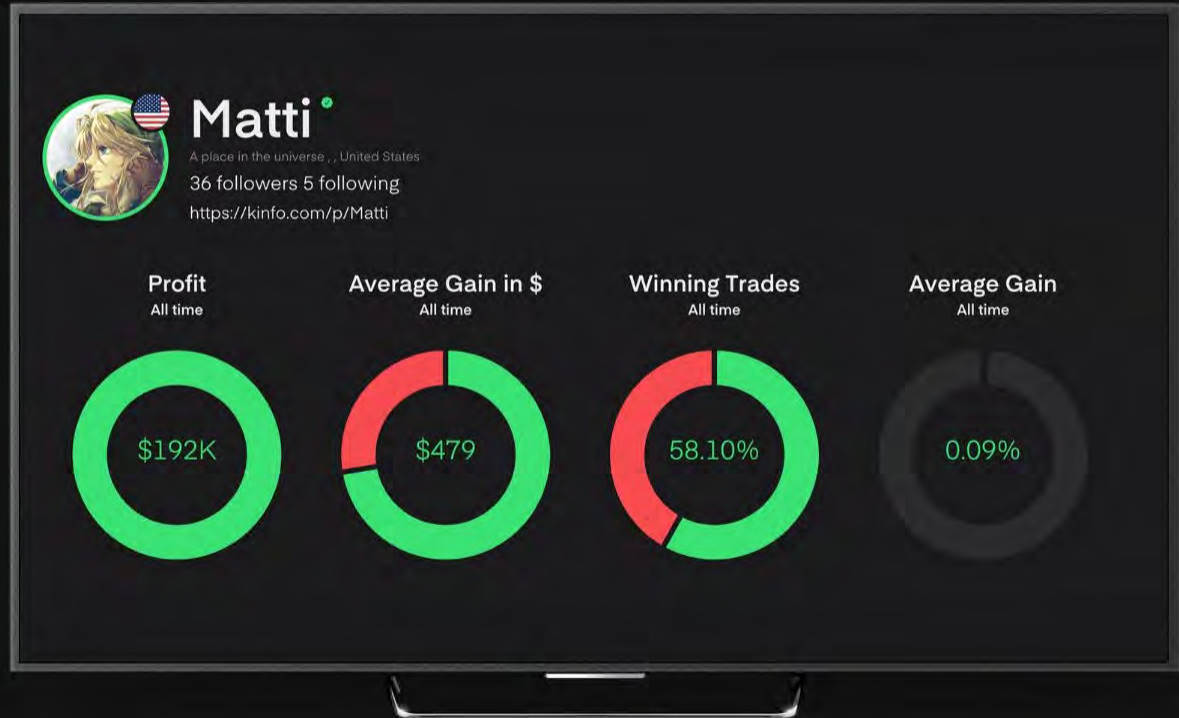 Matti
A place in the universe , , United States
36 followers 5 following
https://kinfo.com/p/Matti
Profit
All time
$192K
Average Gain in $
All time
$479
Winning Trades
All time
58.10%
Average Gain
All time
0.09%